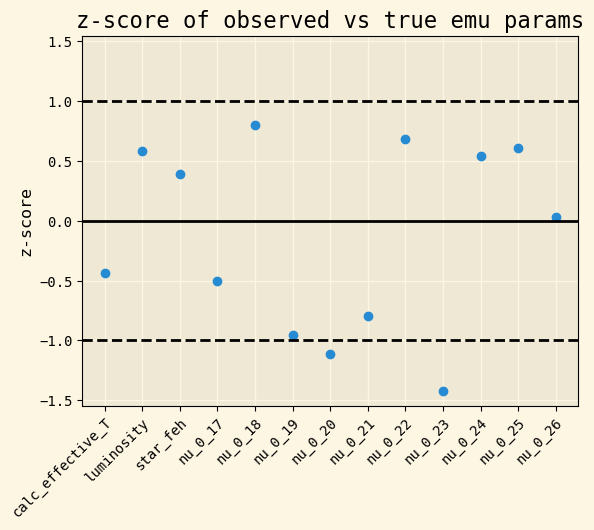 z-score of observed vs true emu params
z-score
1.5
1.0
0.5
0.0
−0.5
−1.0
−1.5
calc_effective_T
luminosity
star_feh
nu_0_17
nu_0_18
nu_0_19
nu_0_20
nu_0_21
nu_0_22
nu_0_23
nu_0_24
nu_0_25
nu_0_26